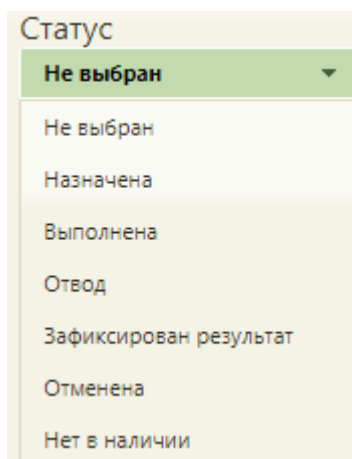 Статус
Не выбран
Не выбран
Назначена
Выполнена
Отвод
Зафиксирован результат
Отменена
Нет в наличии